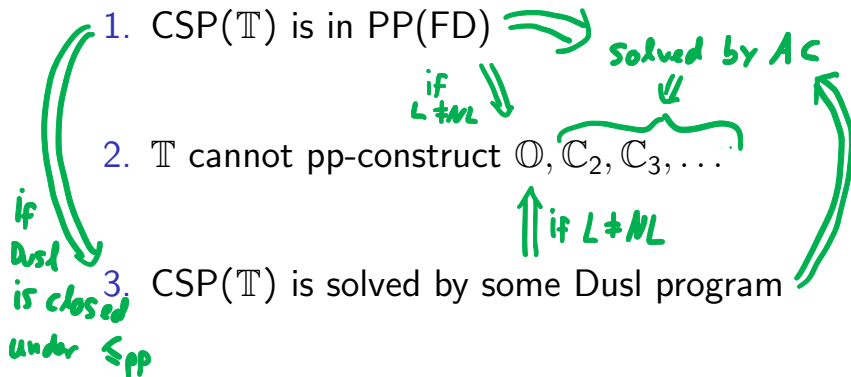 1. CSP(𝕋) is in PP(FD) ⇒ solved by AC
if
L ≠ NL
2. 𝕋 cannot pp-construct 𝕆, ℂ₂, ℂ₃, …
if L ≠ NL
3. CSP(𝕋) is solved by some Dusl program
if
Dusl
is closed
under ≤pp